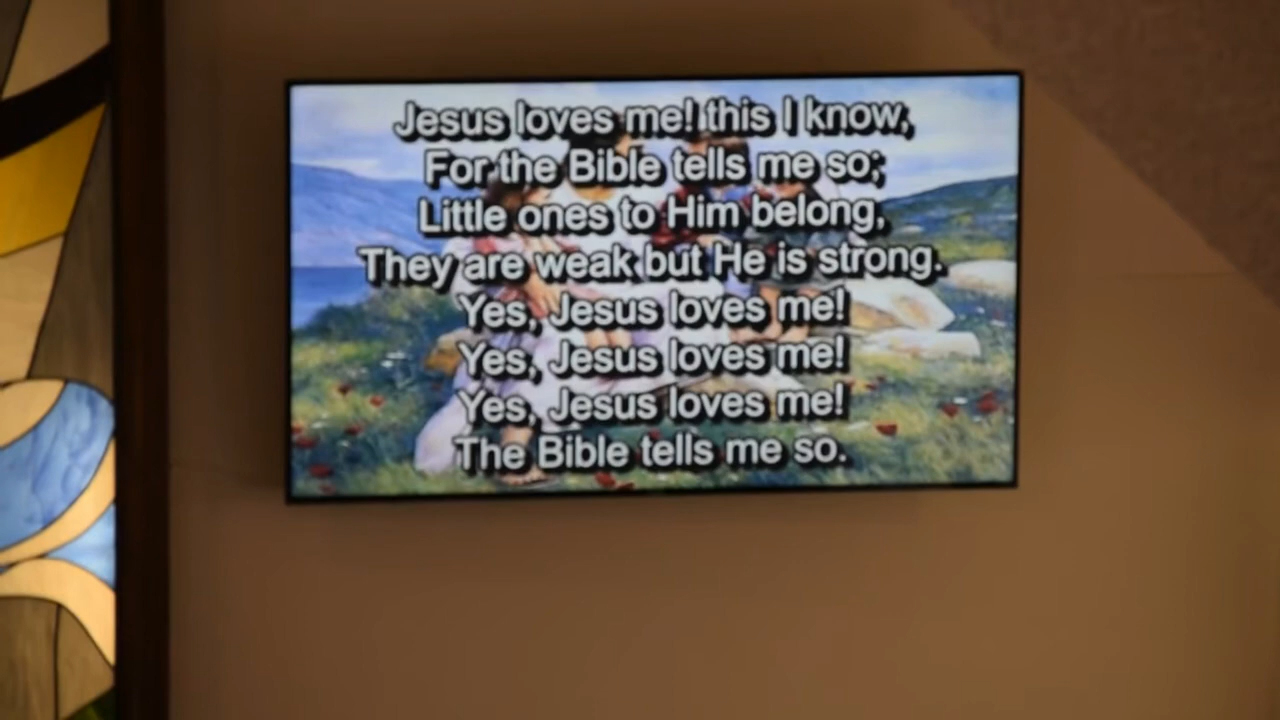 Jesus loves me! this I know,
For the Bible tells me so;
Little ones to Him belong,
They are weak but He is strong.
Yes, Jesus loves me!
Yes, Jesus loves me!
Yes, Jesus loves me!
The Bible tells me so.